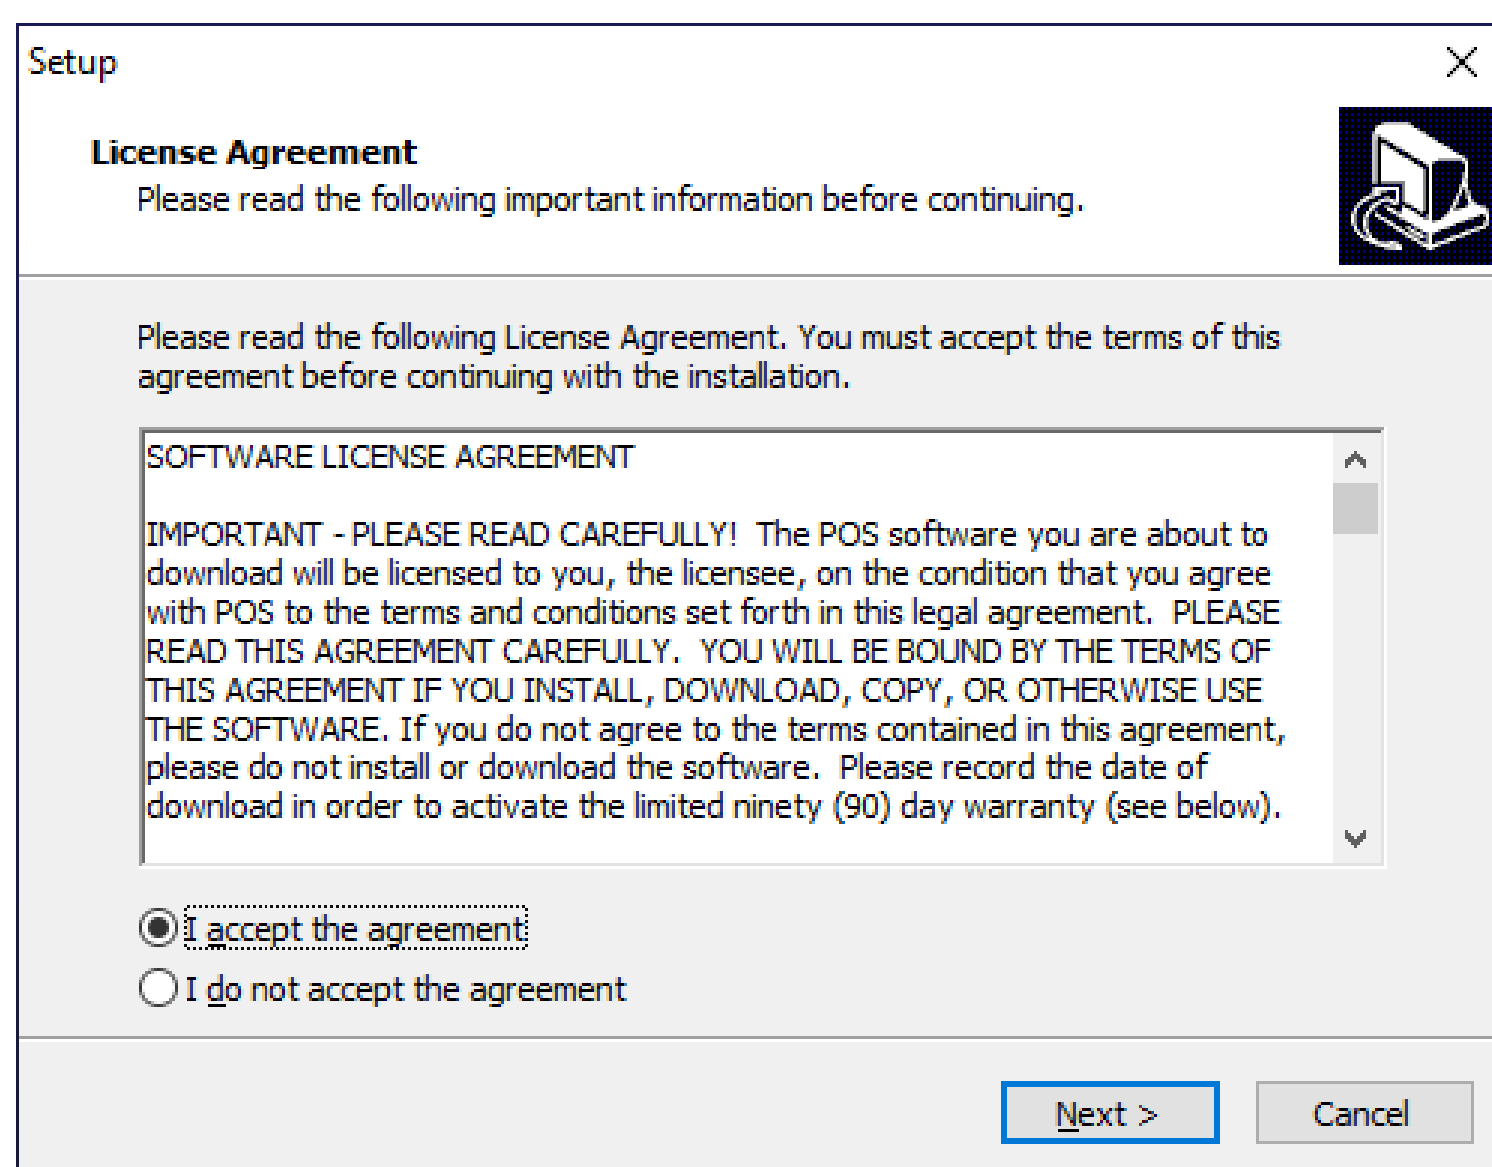 Setup
License Agreement
Please read the following important information before continuing.
Please read the following License Agreement. You must accept the terms of this
agreement before continuing with the installation.
SOFTWARE LICENSE AGREEMENT
IMPORTANT - PLEASE READ CAREFULLY!  The POS software you are about to
download will be licensed to you, the licensee, on the condition that you agree
with POS to the terms and conditions set forth in this legal agreement.  PLEASE
READ THIS AGREEMENT CAREFULLY.  YOU WILL BE BOUND BY THE TERMS OF
THIS AGREEMENT IF YOU INSTALL, DOWNLOAD, COPY, OR OTHERWISE USE
THE SOFTWARE. If you do not agree to the terms contained in this agreement,
please do not install or download the software.  Please record the date of
download in order to activate the limited ninety (90) day warranty (see below).
I accept the agreement
I do not accept the agreement
Next >
Cancel